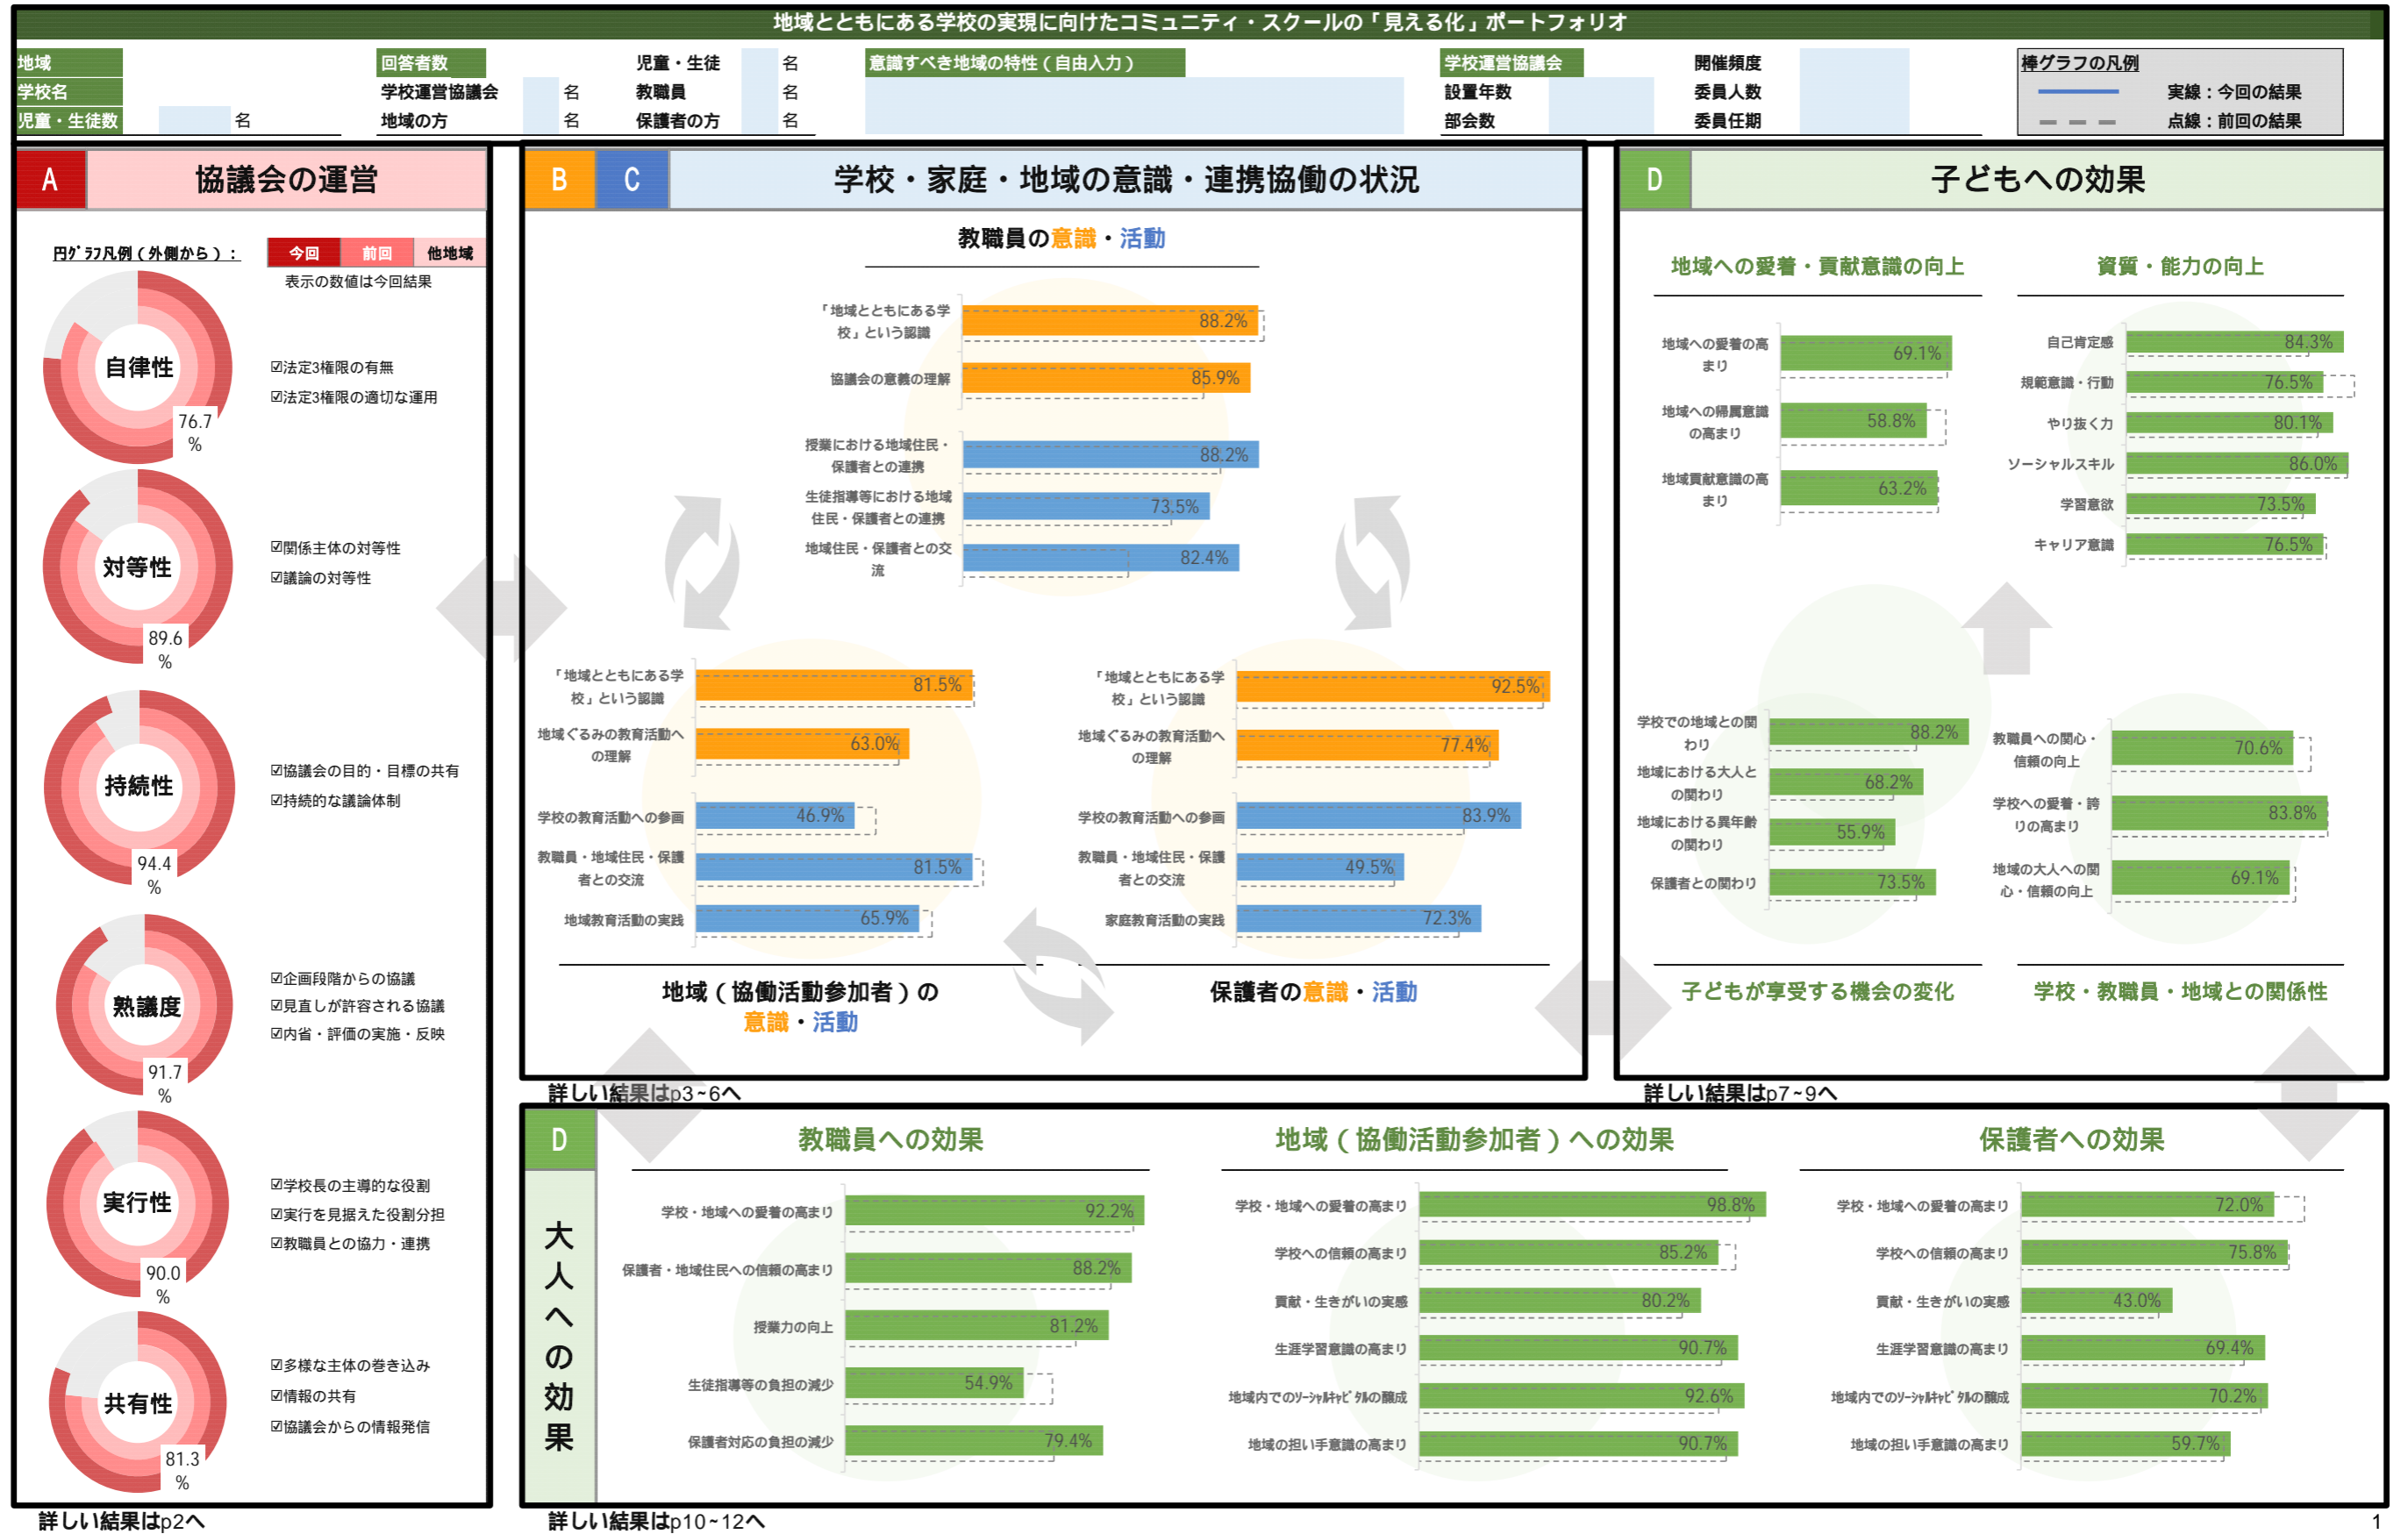 地域とともにある学校の実現に向けたコミュニティ・スクールの「見える化」ポートフォリオ
地域
学校名
児童・生徒数 名
回答者数
学校運営協議会 名
地域の方 名
児童・生徒 名
教職員 名
保護者の方 名
意識すべき地域の特性（自由入力）
学校運営協議会
設置年数
部会数
開催頻度
委員人数
委員任期
棒グラフの凡例
実線：今回の結果
点線：前回の結果
A 協議会の運営
円ｸﾞﾗﾌ凡例（外側から）： 今回 前回 他地域
表示の数値は今回結果
自律性
76.7
%
☑法定3権限の有無
☑法定3権限の適切な運用
対等性
89.6
%
☑関係主体の対等性
☑議論の対等性
持続性
94.4
%
☑協議会の目的・目標の共有
☑持続的な議論体制
熟議度
91.7
%
☑企画段階からの協議
☑見直しが許容される協議
☑内省・評価の実施・反映
実行性
90.0
%
☑学校長の主導的な役割
☑実行を見据えた役割分担
☑教職員との協力・連携
共有性
81.3
%
☑多様な主体の巻き込み
☑情報の共有
☑協議会からの情報発信
詳しい結果はp2へ
B C 学校・家庭・地域の意識・連携協働の状況
教職員の意識・活動
「地域とともにある学
校」という認識 88.2%
協議会の意義の理解 85.9%
授業における地域住民・
保護者との連携 88.2%
生徒指導等における地域
住民・保護者との連携 73.5%
地域住民・保護者との交
流 82.4%
「地域とともにある学
校」という認識 81.5%
地域ぐるみの教育活動へ
の理解 63.0%
学校の教育活動への参画 46.9%
教職員・地域住民・保護
者との交流 81.5%
地域教育活動の実践 65.9%
地域（協働活動参加者）の
意識・活動
「地域とともにある学
校」という認識 92.5%
地域ぐるみの教育活動へ
の理解 77.4%
学校の教育活動への参画 83.9%
教職員・地域住民・保護
者との交流 49.5%
家庭教育活動の実践 72.3%
保護者の意識・活動
詳しい結果はp3~6へ
D 子どもへの効果
地域への愛着・貢献意識の向上
地域への愛着の高
まり 69.1%
地域への帰属意識
の高まり 58.8%
地域貢献意識の高
まり 63.2%
資質・能力の向上
自己肯定感 84.3%
規範意識・行動 76.5%
やり抜く力 80.1%
ソーシャルスキル 86.0%
学習意欲 73.5%
キャリア意識 76.5%
学校での地域との関
わり 88.2%
地域における大人と
の関わり 68.2%
地域における異年齢
の関わり 55.9%
保護者との関わり 73.5%
子どもが享受する機会の変化
教職員への関心・
信頼の向上 70.6%
学校への愛着・誇
りの高まり 83.8%
地域の大人への関
心・信頼の向上 69.1%
学校・教職員・地域との関係性
詳しい結果はp7~9へ
D
大人への効果
教職員への効果
学校・地域への愛着の高まり 92.2%
保護者・地域住民への信頼の高まり 88.2%
授業力の向上 81.2%
生徒指導等の負担の減少 54.9%
保護者対応の負担の減少 79.4%
地域（協働活動参加者）への効果
学校・地域への愛着の高まり 98.8%
学校への信頼の高まり 85.2%
貢献・生きがいの実感 80.2%
生涯学習意識の高まり 90.7%
地域内でのｿｰｼｬﾙｷｬﾋﾟﾀﾙの醸成 92.6%
地域の担い手意識の高まり 90.7%
保護者への効果
学校・地域への愛着の高まり 72.0%
学校への信頼の高まり 75.8%
貢献・生きがいの実感 43.0%
生涯学習意識の高まり 69.4%
地域内でのｿｰｼｬﾙｷｬﾋﾟﾀﾙの醸成 70.2%
地域の担い手意識の高まり 59.7%
詳しい結果はp10~12へ
1